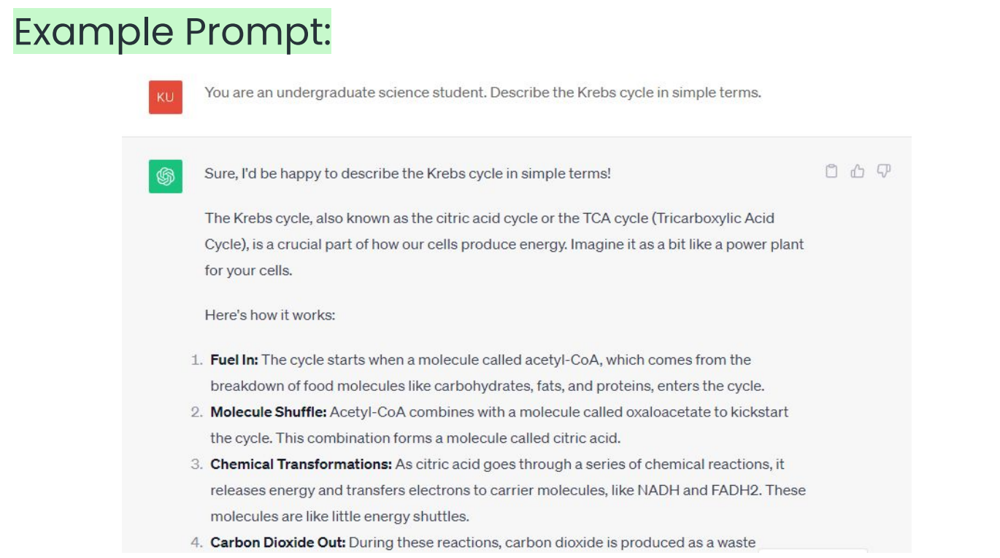 Example Prompt:
KU
You are an undergraduate science student. Describe the Krebs cycle in simple terms.
Sure, I'd be happy to describe the Krebs cycle in simple terms!
The Krebs cycle, also known as the citric acid cycle or the TCA cycle (Tricarboxylic Acid
Cycle), is a crucial part of how our cells produce energy. Imagine it as a bit like a power plant
for your cells.
Here's how it works:
1. Fuel In: The cycle starts when a molecule called acetyl-CoA, which comes from the
breakdown of food molecules like carbohydrates, fats, and proteins, enters the cycle.
2. Molecule Shuffle: Acetyl-CoA combines with a molecule called oxaloacetate to kickstart
the cycle. This combination forms a molecule called citric acid.
3. Chemical Transformations: As citric acid goes through a series of chemical reactions, it
releases energy and transfers electrons to carrier molecules, like NADH and FADH2. These
molecules are like little energy shuttles.
4. Carbon Dioxide Out: During these reactions, carbon dioxide is produced as a waste